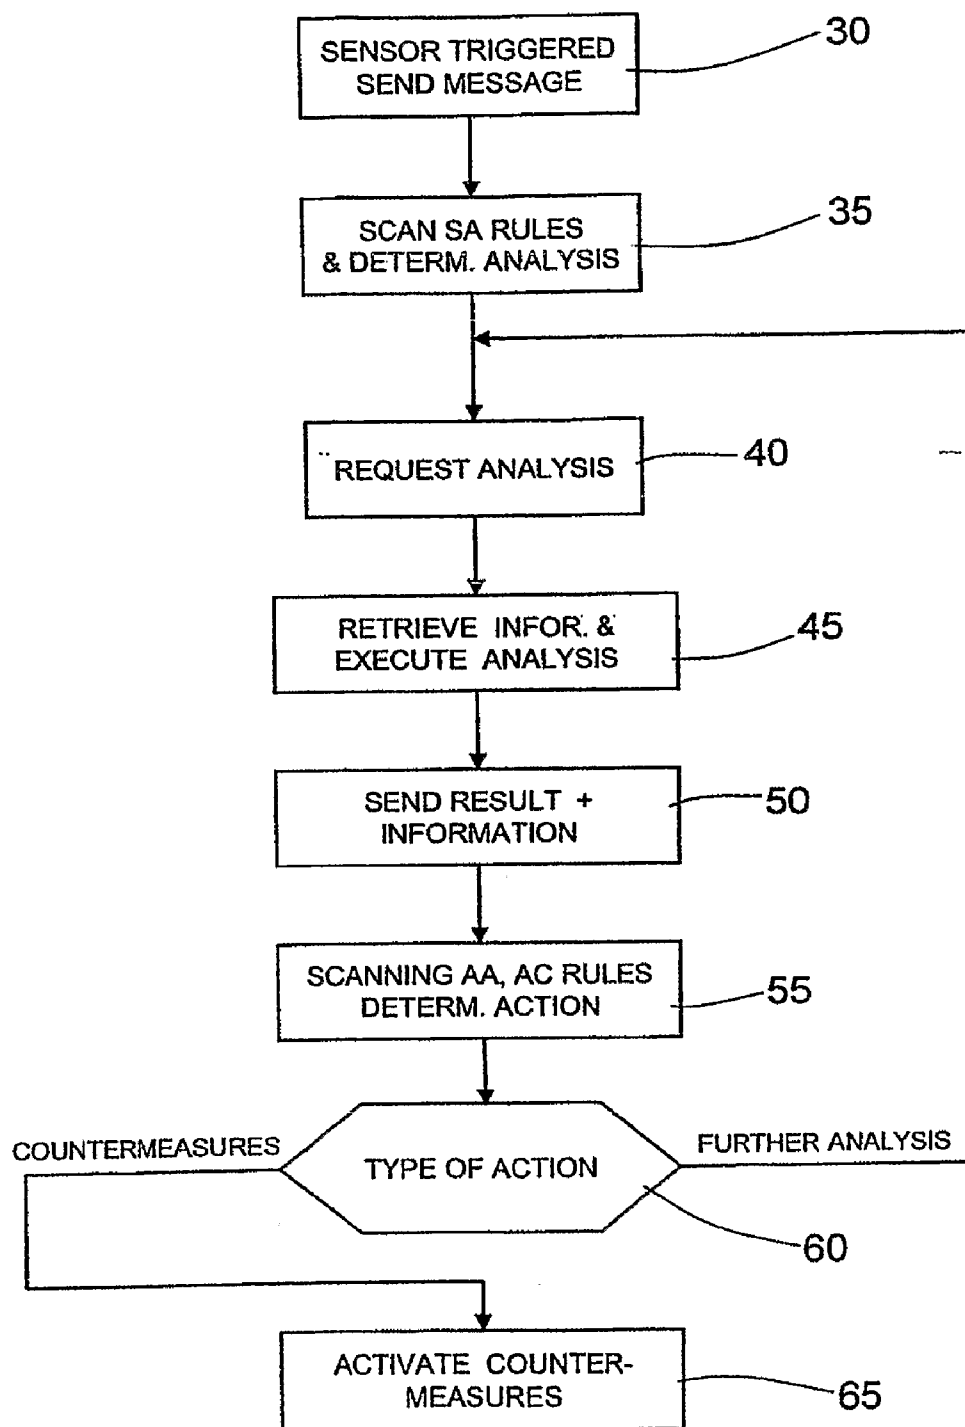 SENSOR TRIGGERED
SEND MESSAGE
30
SCAN SA RULES
& DETERM. ANALYSIS
35
REQUEST ANALYSIS
40
RETRIEVE INFOR. &
EXECUTE ANALYSIS
45
SEND RESULT +
INFORMATION
50
SCANNING AA, AC RULES
DETERM. ACTION
55
COUNTERMEASURES
TYPE OF ACTION
FURTHER ANALYSIS
60
ACTIVATE COUNTER-
MEASURES
65